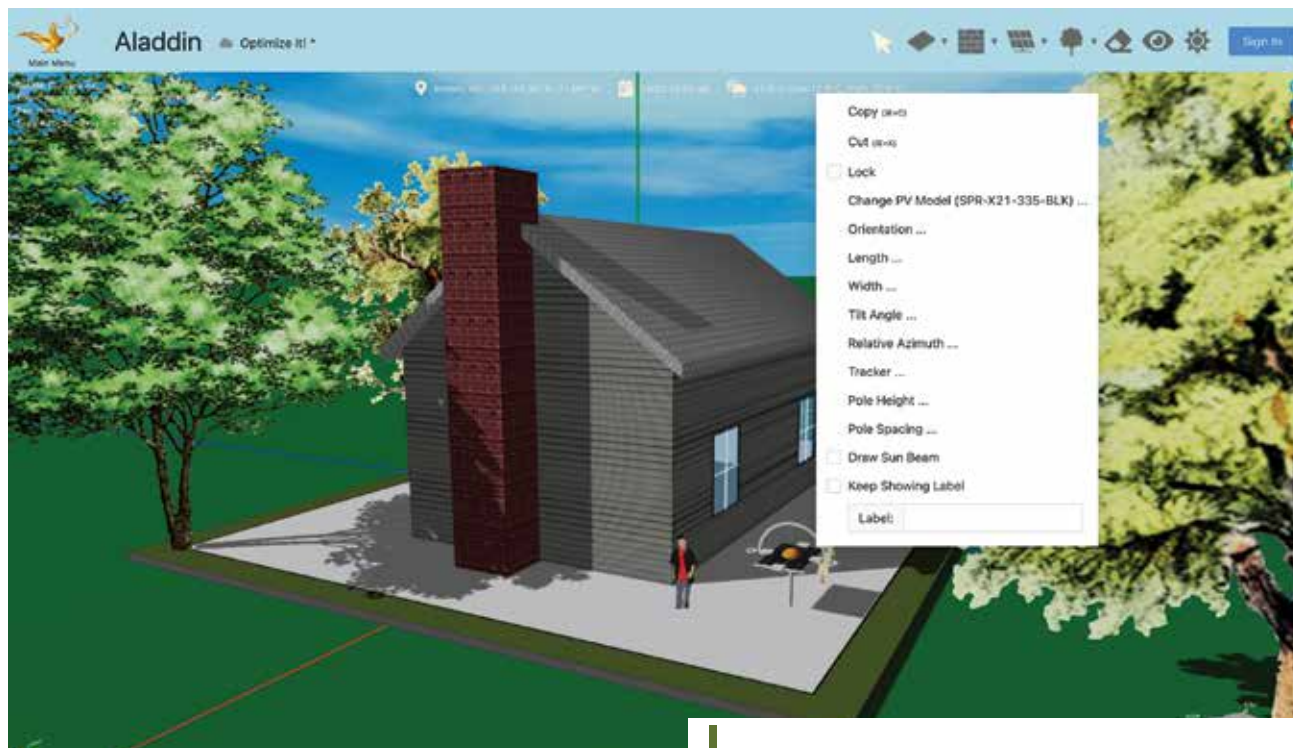 Main Menu
Aladdin
Optimize It! *
Sign In
Copy
Cut
Lock
Change PV Model (SPR-X21-335-BLK) ...
Orientation ...
Length ...
Width ...
Tilt Angle ...
Relative Azimuth ...
Tracker ...
Pole Height ...
Pole Spacing ...
Draw Sun Beam
Keep Showing Label
Label: